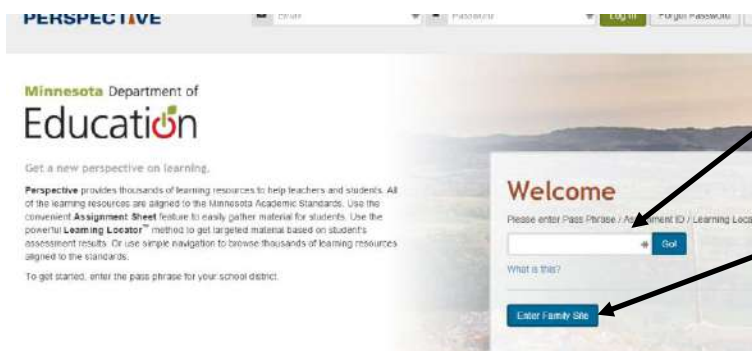 PERSPECTIVE Email Password Log In Forgot Password
Minnesota Department of
Education
Get a new perspective on learning.
Perspective provides thousands of learning resources to help teachers and students. All
of the learning resources are aligned to the Minnesota Academic Standards. Use the
convenient Assignment Sheet feature to easily gather material for students. Use the
powerful Learning Locator™ method to get targeted material based on student's
assessment results. Or use simple navigation to browse thousands of learning resources
aligned to the standards.
To get started, enter the pass phrase for your school district.
Welcome
Please enter Pass Phrase / Assignment ID / Learning Loca
Go!
What is this?
Enter Family Site